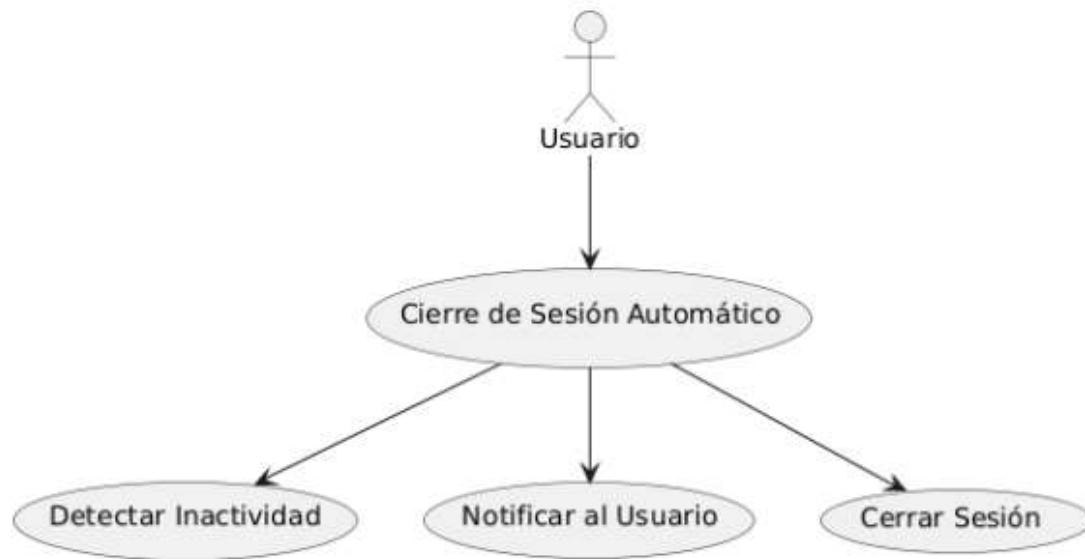 Usuario
Cierre de Sesión Automático
Detectar Inactividad
Notificar al Usuario
Cerrar Sesión